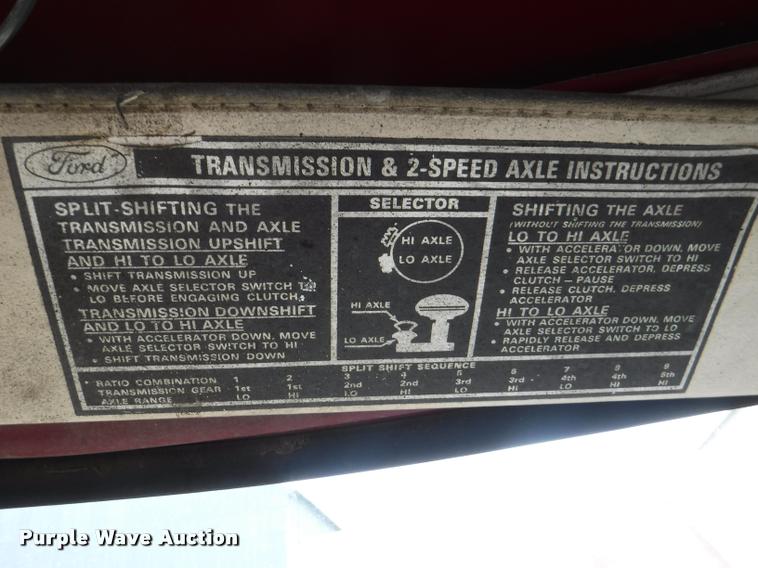 Ford
TRANSMISSION & 2-SPEED AXLE INSTRUCTIONS
SPLIT-SHIFTING THE
TRANSMISSION AND AXLE
TRANSMISSION UPSHIFT
AND HI TO LO AXLE
• SHIFT TRANSMISSION UP
• MOVE AXLE SELECTOR SWITCH TO
LO BEFORE ENGAGING CLUTCH.
TRANSMISSION DOWNSHIFT
AND LO TO HI AXLE
• WITH ACCELERATOR DOWN, MOVE
AXLE SELECTOR SWITCH TO HI
• SHIFT TRANSMISSION DOWN
SELECTOR
HI AXLE
LO AXLE
HI AXLE
LO AXLE
SHIFTING THE AXLE
(WITHOUT SHIFTING THE TRANSMISSION)
LO TO HI AXLE
• WITH ACCELERATOR DOWN, MOVE
AXLE SELECTOR SWITCH TO HI
• RELEASE ACCELERATOR, DEPRESS
CLUTCH — PAUSE
• RELEASE CLUTCH, DEPRESS
ACCELERATOR
HI TO LO AXLE
• WITH ACCELERATOR DOWN, MOVE
AXLE SELECTOR SWITCH TO LO
• RAPIDLY RELEASE AND DEPRESS
ACCELERATOR
SPLIT SHIFT SEQUENCE
• RATIO COMBINATION 1 2 3 4 5 6 7 8 9
TRANSMISSION GEAR 1st 1st 2nd 2nd 3rd 3rd 4th 4th 5th
AXLE RANGE LO HI LO HI LO HI LO HI HI
Purple Wave Auction